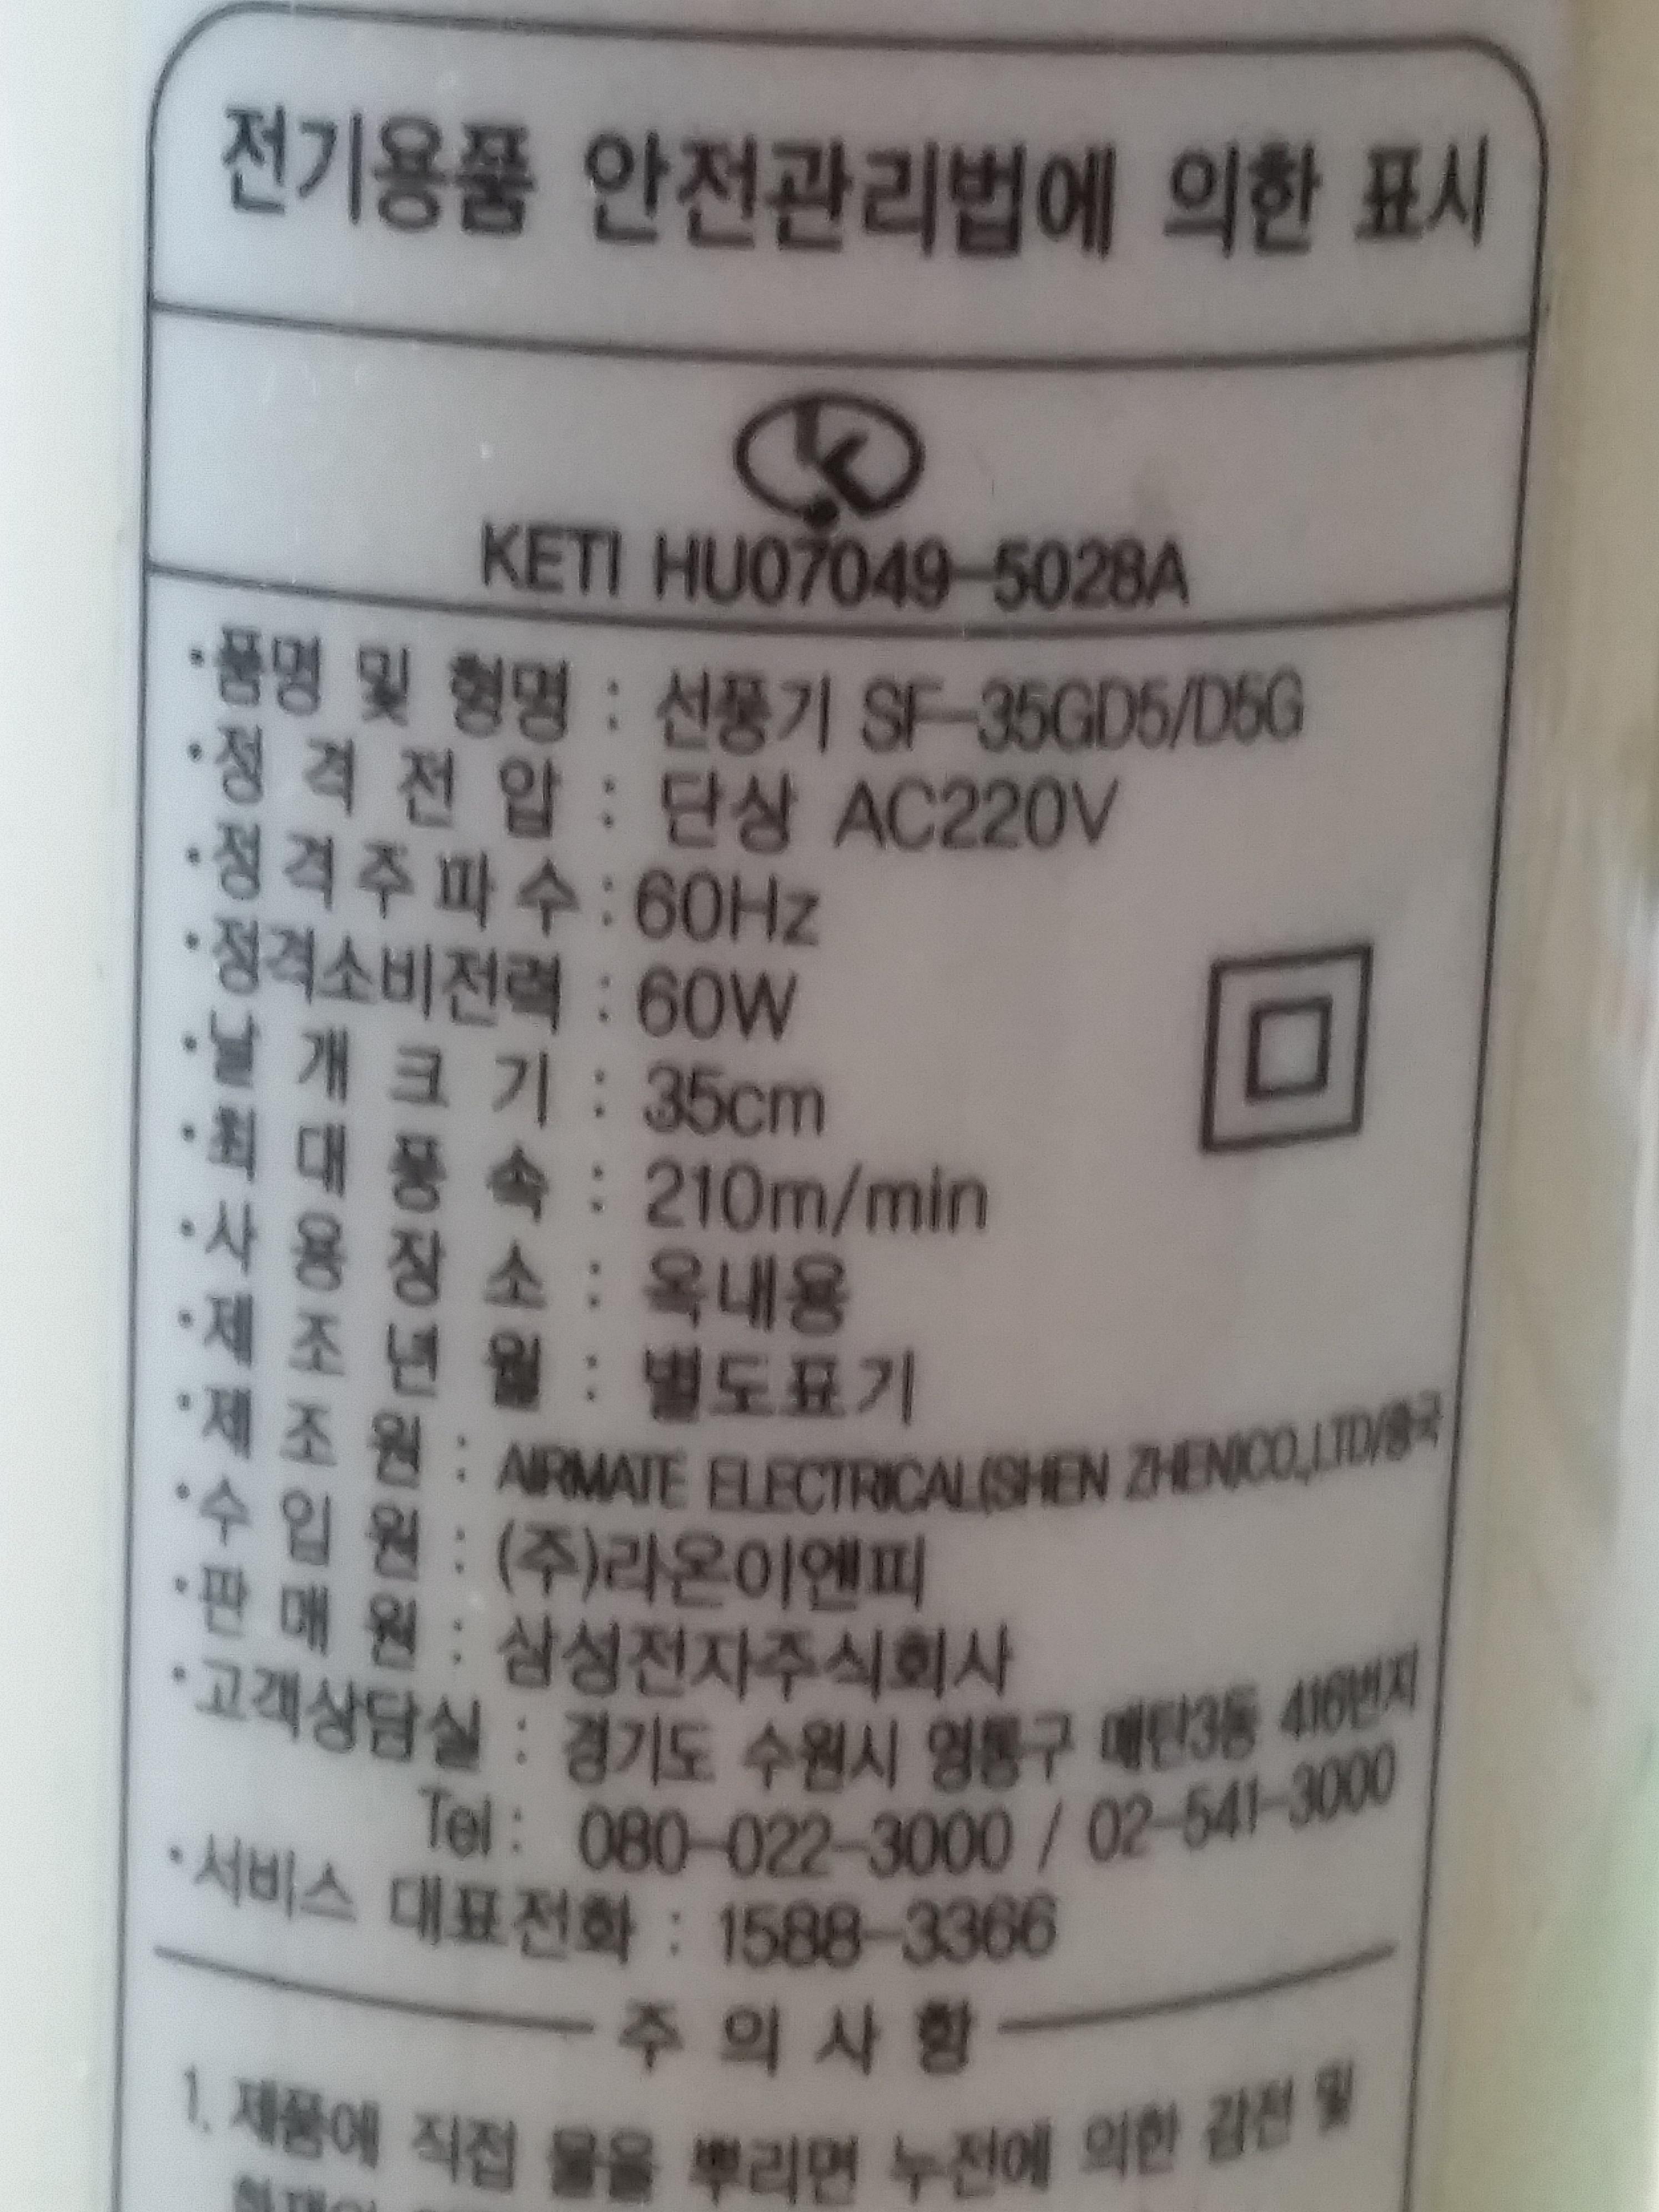 전기용품 안전관리법에 의한 표시
KETI HU07049-5028A
·품명 및 형명 : 선풍기 SF-35GD5/D5G
·정 격 전 압 : 단상 AC220V
·정 격 주 파 수 : 60Hz
·정격소비전력 : 60W
·날 개 크 기 : 35cm
·최 대 풍 속 : 210m/min
·사 용 장 소 : 옥내용
·제 조 년 월 : 별도표기
·제 조 원 : AIRMATE ELECTRICAL(SHEN ZHEN)CO.,LTD/중국
·수 입 원 : (주)라온이앤피
·판 매 원 : 삼성전자주식회사
·고객상담실 : 경기도 수원시 영통구 매탄3동 416번지
Tel : 080-022-3000 / 02-541-3000
·서비스 대표전화 : 1588-3366
주 의 사 항
1. 제품에 직접 물을 뿌리면 누전에 의한 감전 및